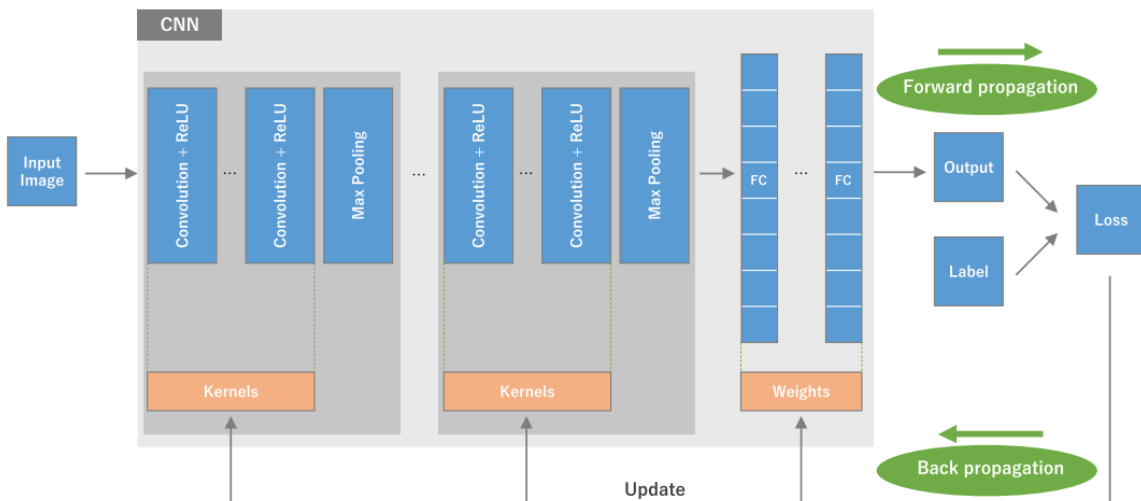 CNN
Forward propagation
Input
Image
Convolution + ReLU
...
Convolution + ReLU
Max Pooling
...
Convolution + ReLU
...
Convolution + ReLU
Max Pooling
FC
...
FC
Output
Label
Loss
Kernels
Kernels
Weights
Back propagation
Update